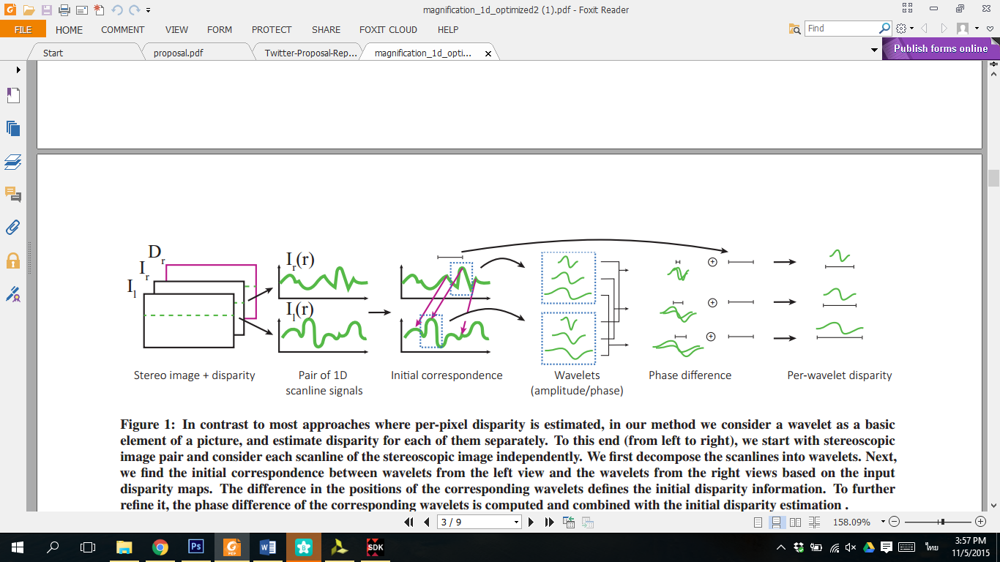 magnification_1d_optimized2 (1).pdf - Foxit Reader
FILE HOME COMMENT VIEW FORM PROTECT SHARE FOXIT CLOUD HELP
Find
Start
proposal.pdf
Twitter-Proposal-Rep...
magnification_1d_opti...
Publish forms online
D_r
I_r
I_l
I_r(r)
I_l(r)
Stereo image + disparity
Pair of 1D
scanline signals
Initial correspondence
Wavelets
(amplitude/phase)
Phase difference
Per-wavelet disparity
Figure 1: In contrast to most approaches where per-pixel disparity is estimated, in our method we consider a wavelet as a basic
element of a picture, and estimate disparity for each of them separately. To this end (from left to right), we start with stereoscopic
image pair and consider each scanline of the stereoscopic image independently. We first decompose the scanlines into wavelets. Next,
we find the initial correspondence between wavelets from the left view and the wavelets from the right views based on the input
disparity maps. The difference in the positions of the corresponding wavelets defines the initial disparity information. To further
refine it, the phase difference of the corresponding wavelets is computed and combined with the initial disparity estimation .
3 / 9
158.09%
Ps
PDF
W
B
SDK
ไทย
3:57 PM
11/5/2015